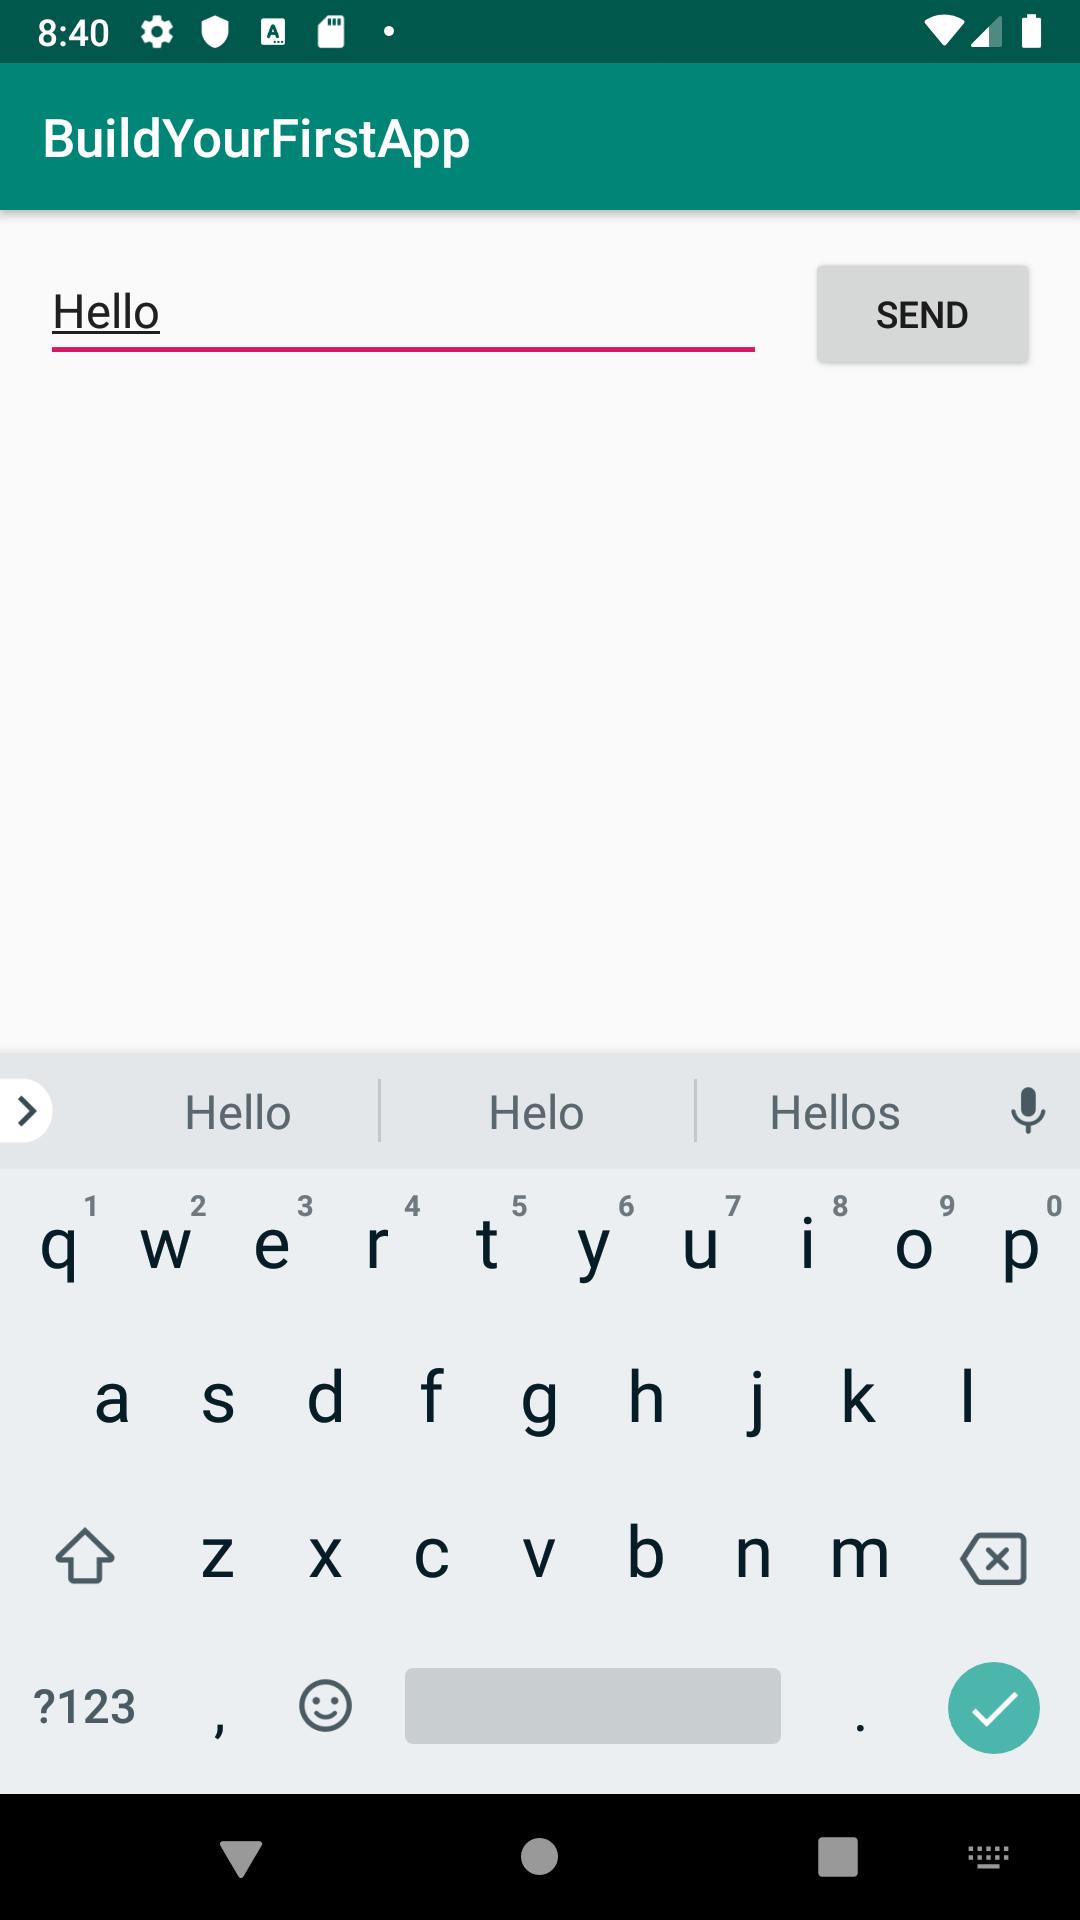 8:40
BuildYourFirstApp
Hello
SEND
Hello Helo Hellos
1 2 3 4 5 6 7 8 9 0
q w e r t y u i o p
a s d f g h j k l
z x c v b n m
?123 , .